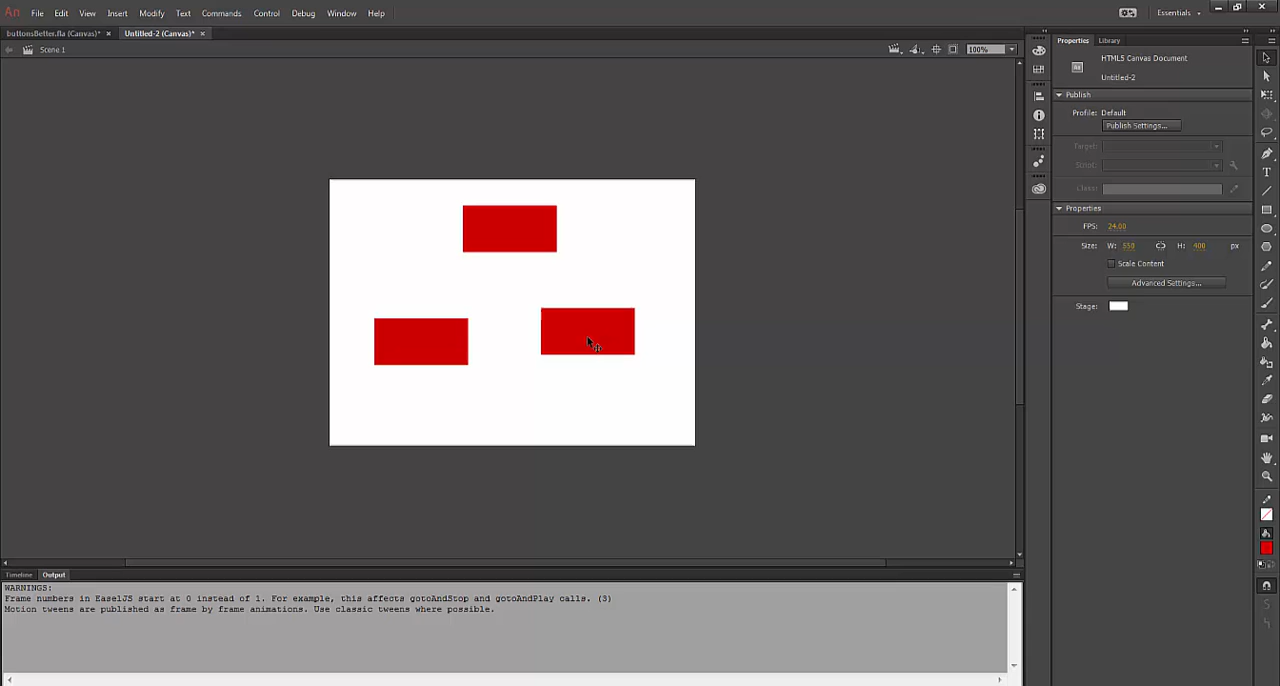 An File Edit View Insert Modify Text Commands Control Debug Window Help Essentials
buttonsBetter.fla (Canvas)* × Untitled-2 (Canvas)* ×
Scene 1 100%
Properties Library
HTML5 Canvas Document
Untitled-2
Publish
Profile: Default
Publish Settings...
Target:
Script:
Class:
Properties
FPS: 24.00
Size: W: 550 H: 400 px
Scale Content
Advanced Settings...
Stage:
Timeline Output
WARNINGS:
Frame numbers in EaselJS start at 0 instead of 1. For example, this affects gotoAndStop and gotoAndPlay calls. (3)
Motion tweens are published as frame by frame animations. Use classic tweens where possible.